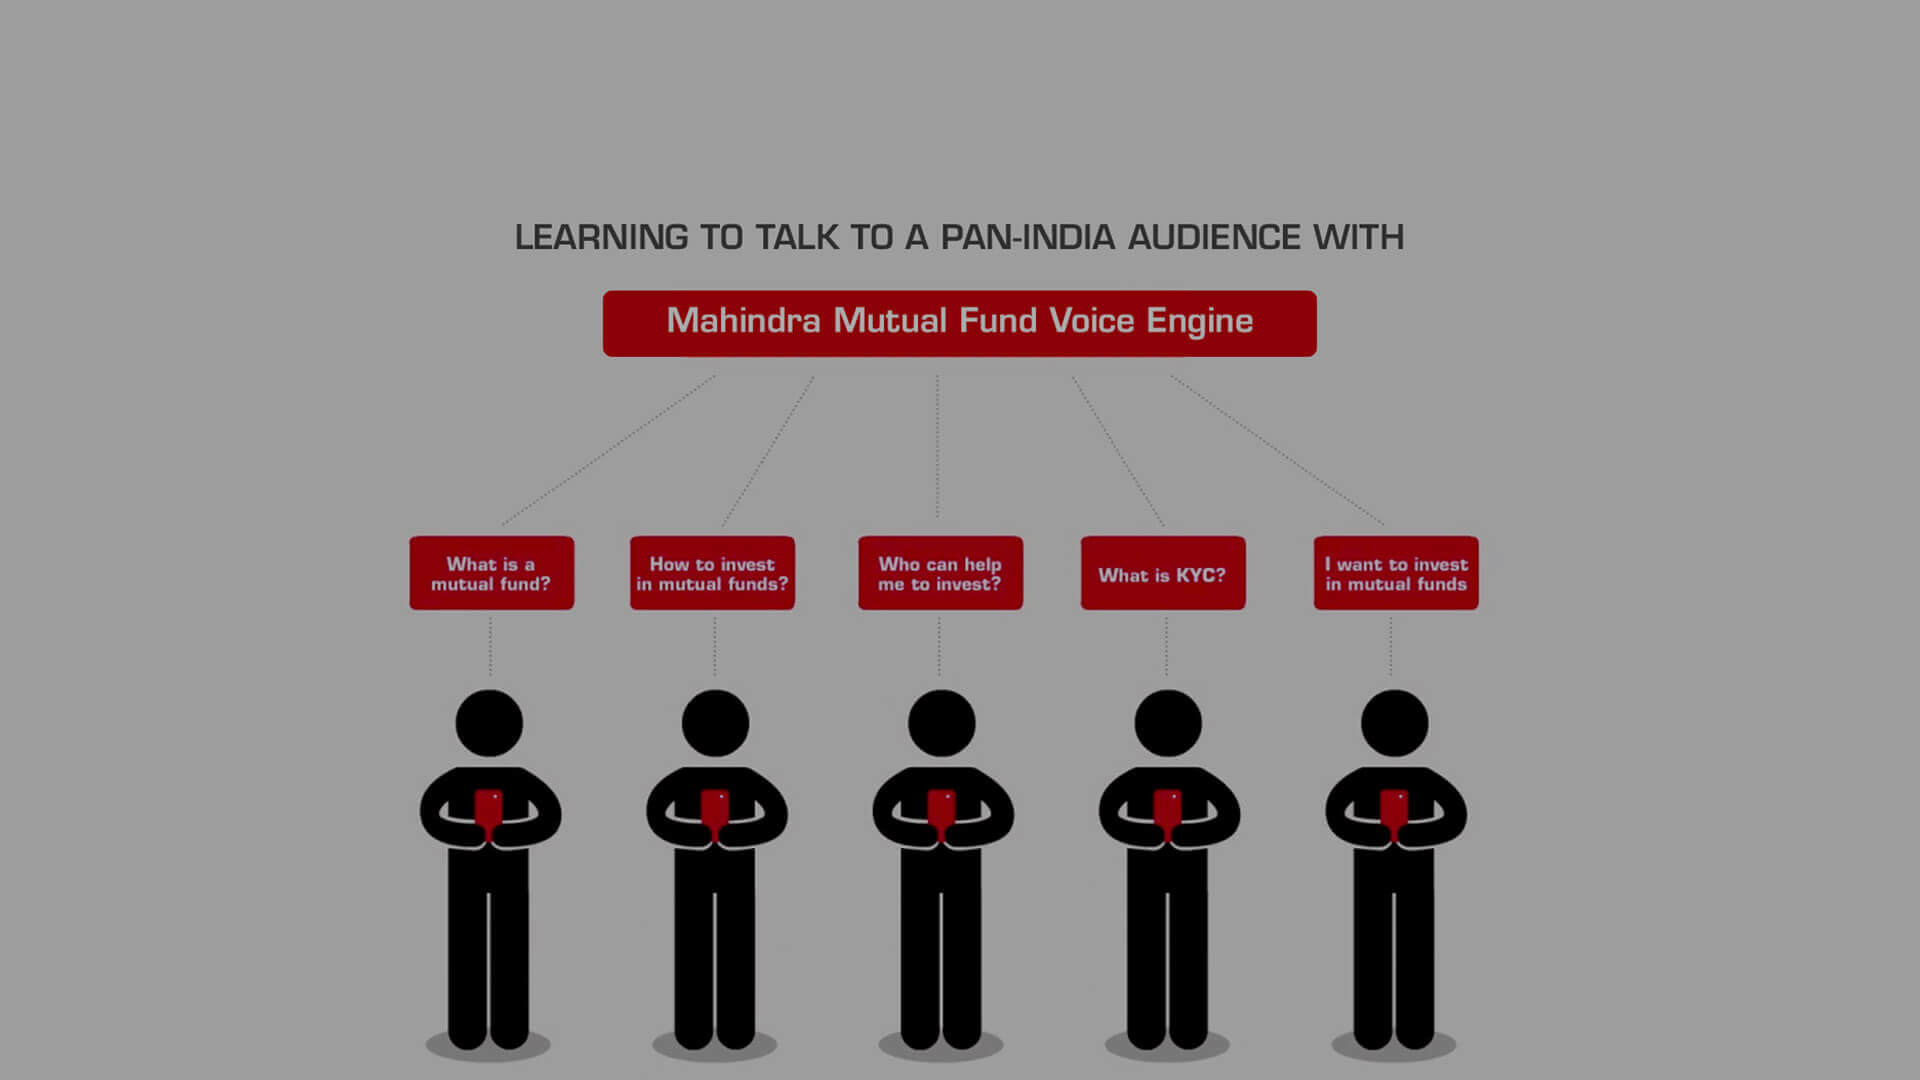 LEARNING TO TALK TO A PAN-INDIA AUDIENCE WITH
Mahindra Mutual Fund Voice Engine
What is a
mutual fund?
How to invest
in mutual funds?
Who can help
me to invest?
What is KYC?
I want to invest
in mutual funds